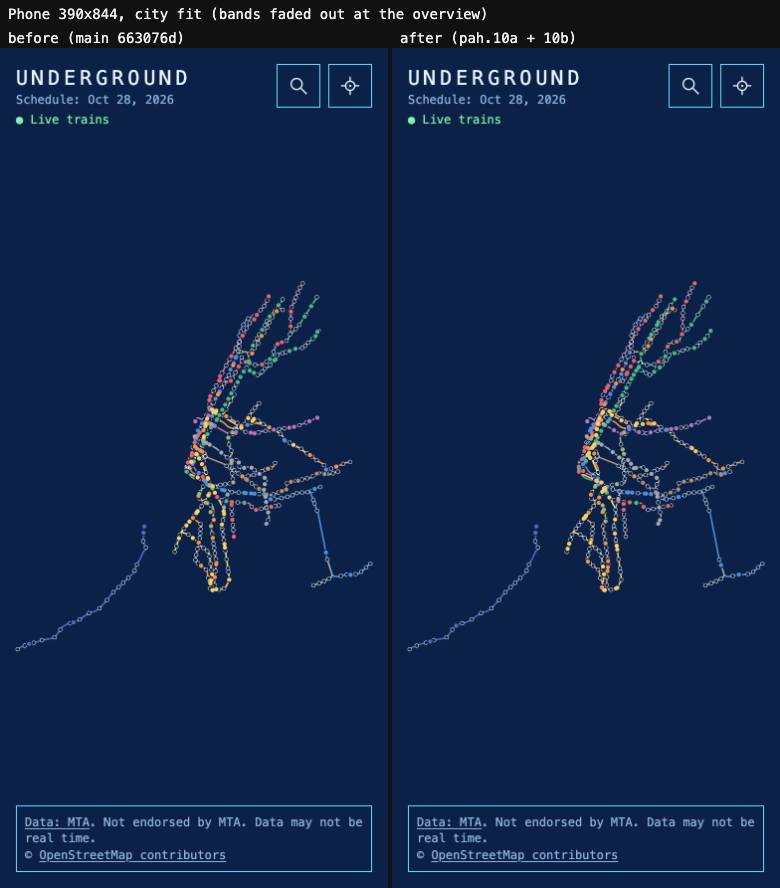 Phone 390x844, city fit (bands faded out at the overview)
before (main 663076d)
after (pah.10a + 10b)
UNDERGROUND
Schedule: Oct 28, 2026
Live trains
Data: MTA. Not endorsed by MTA. Data may not be
real time.
© OpenStreetMap contributors
UNDERGROUND
Schedule: Oct 28, 2026
Live trains
Data: MTA. Not endorsed by MTA. Data may not be
real time.
© OpenStreetMap contributors